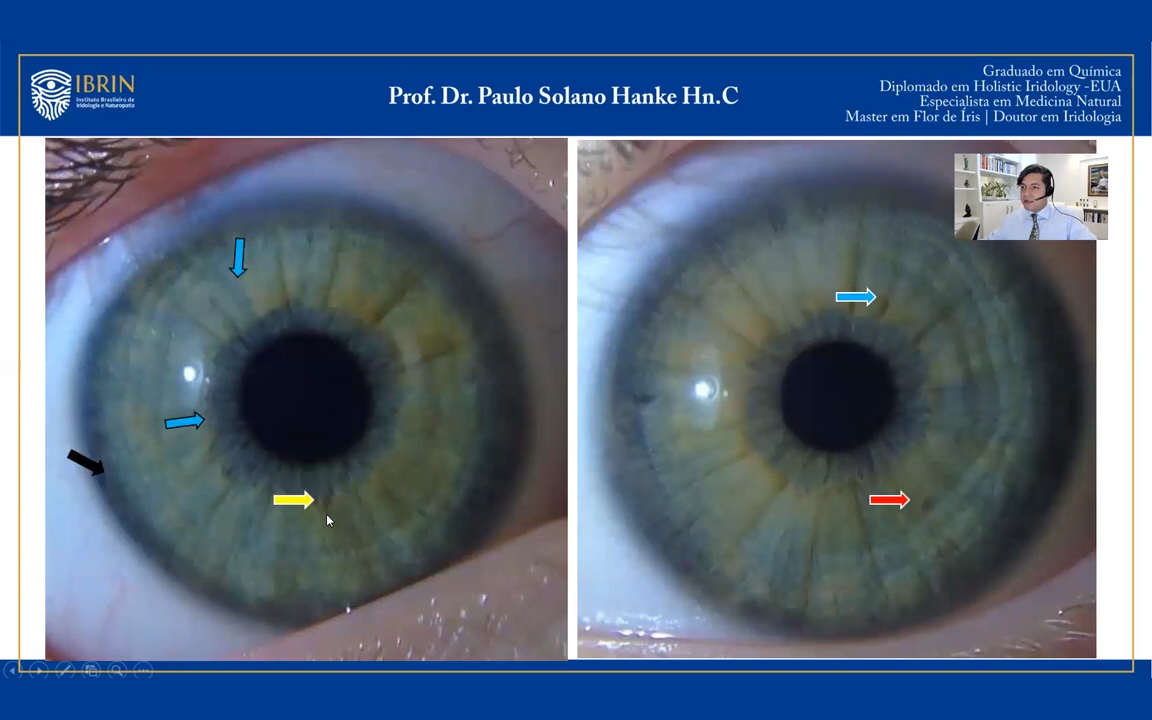 IBRIN
Instituto Brasileiro de
Iridologia e Naturopatia
Prof. Dr. Paulo Solano Hanke Hn.C
Graduado em Química
Diplomado em Holistic Iridology -EUA
Especialista em Medicina Natural
Master em Flor de Íris | Doutor em Iridologia